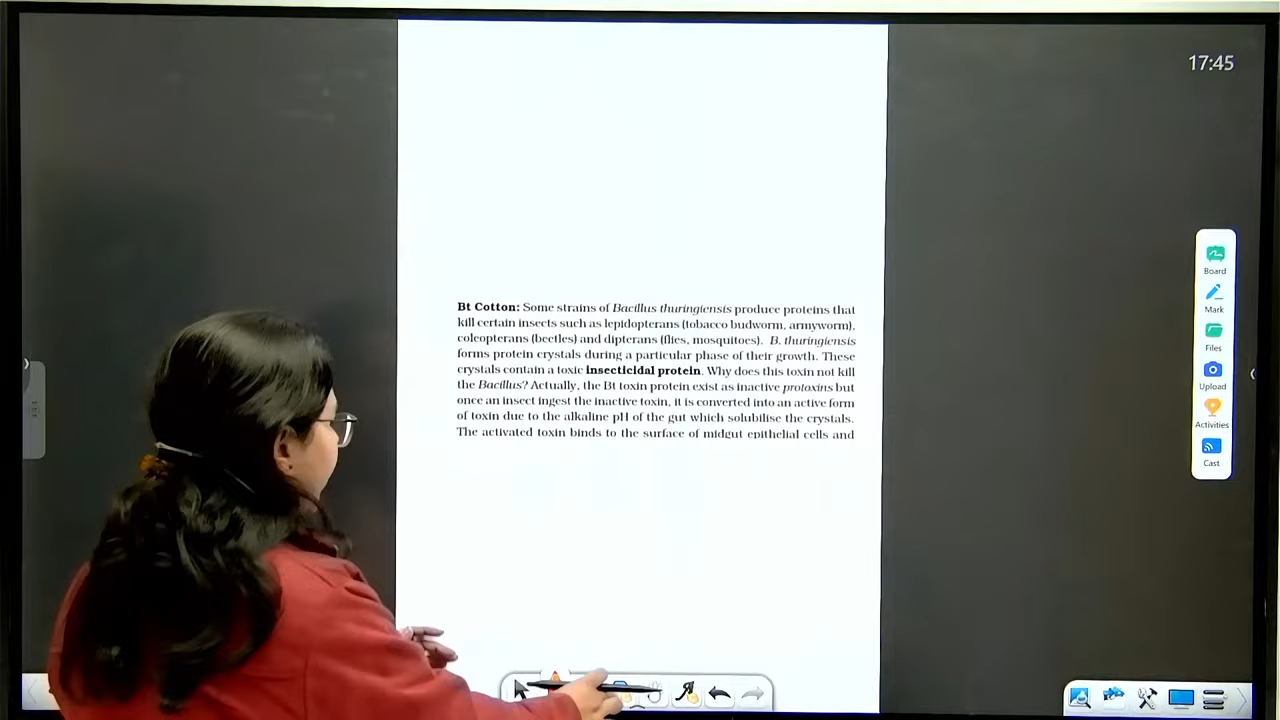 17:45
Bt Cotton: Some strains of Bacillus thuringiensis produce proteins that
kill certain insects such as lepidopterans (tobacco budworm, armyworm),
coleopterans (beetles) and dipterans (flies, mosquitoes). B. thuringiensis
forms protein crystals during a particular phase of their growth. These
crystals contain a toxic insecticidal protein. Why does this toxin not kill
the Bacillus? Actually, the Bt toxin protein exist as inactive protoxins but
once an insect ingest the inactive toxin, it is converted into an active form
of toxin due to the alkaline pH of the gut which solubilise the crystals.
The activated toxin binds to the surface of midgut epithelial cells and
Board
Mark
Files
Upload
Activities
Cast